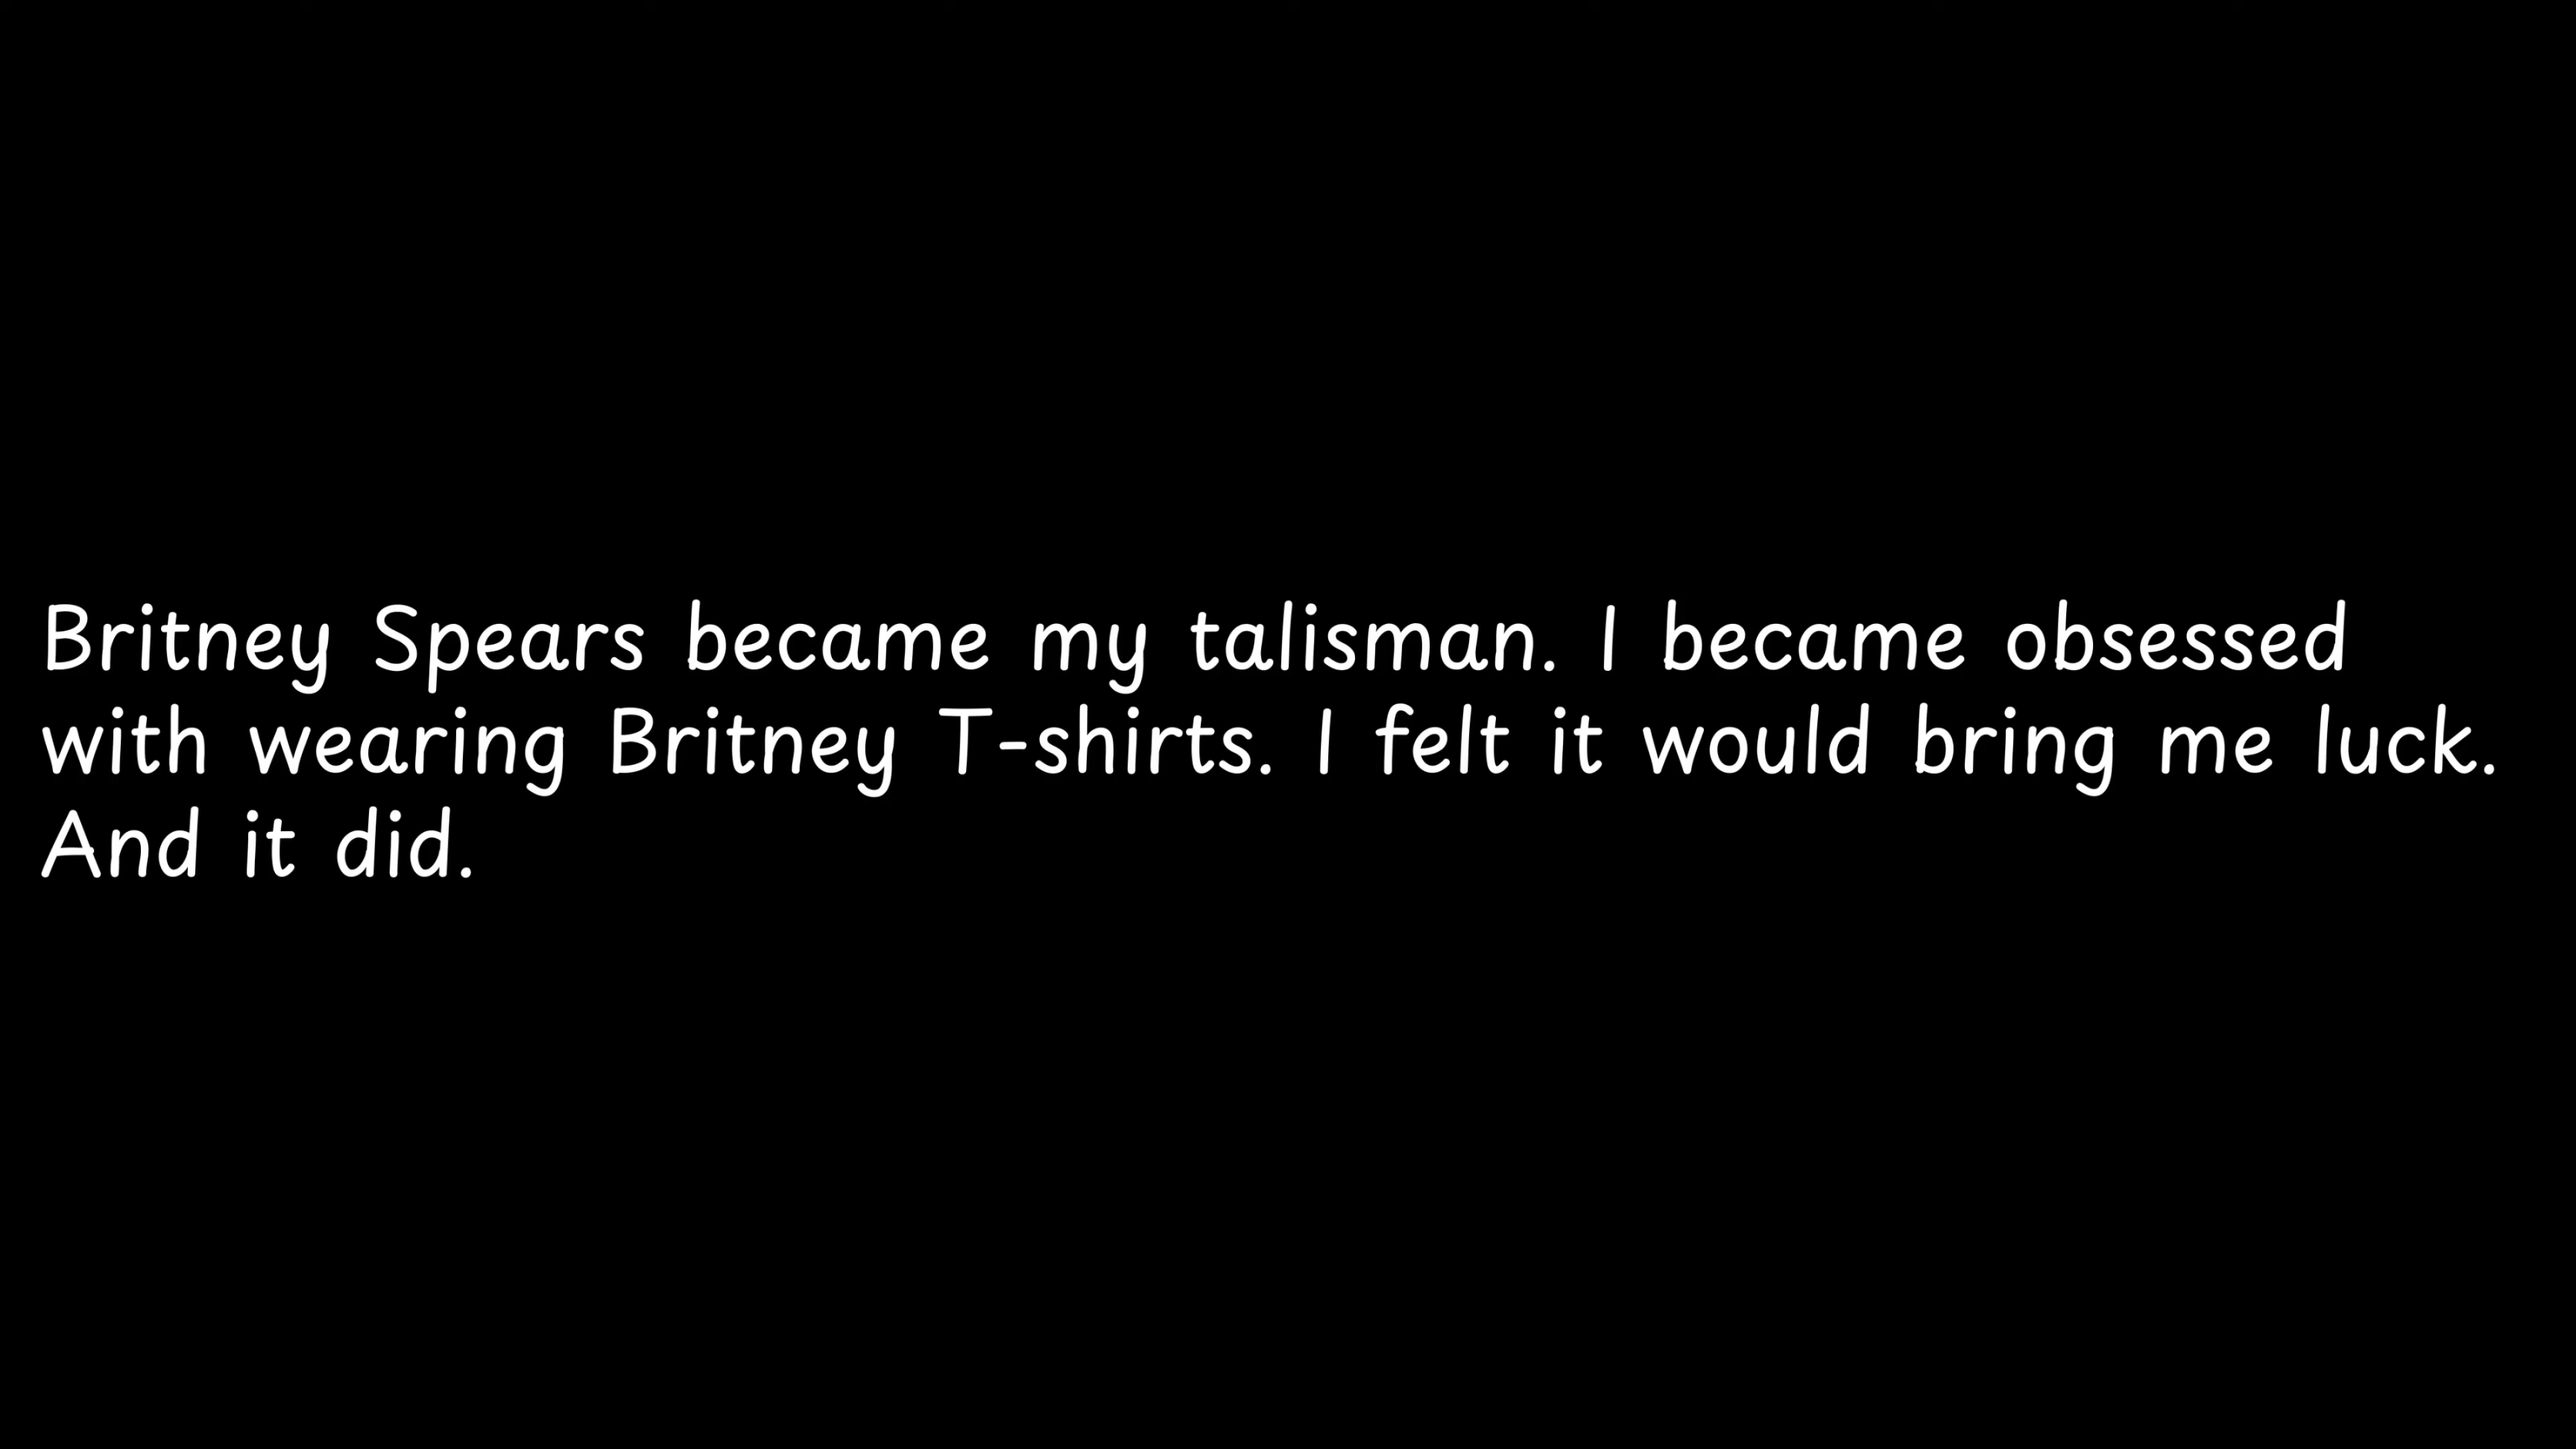 Britney Spears became my talisman. I became obsessed
with wearing Britney T-shirts. I felt it would bring me luck.
And it did.